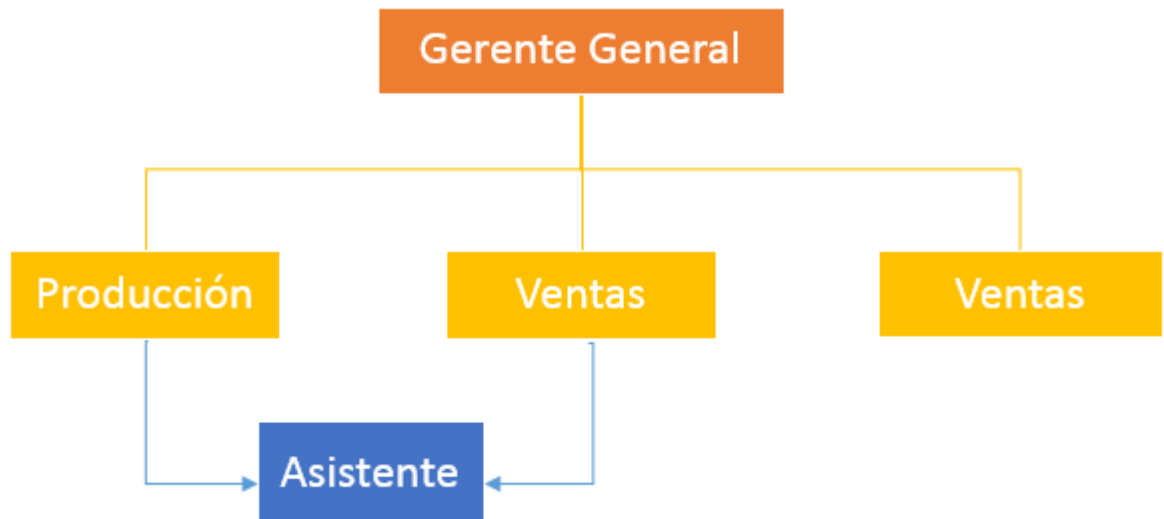 Gerente General
Producción
Ventas
Ventas
Asistente